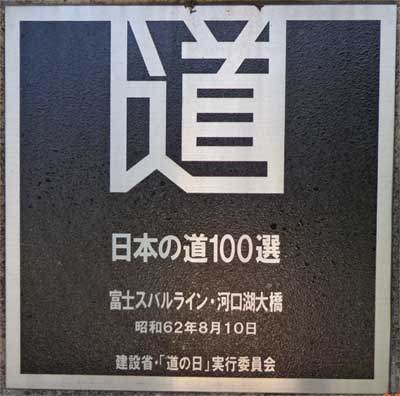 道
日本の道100選
富士スバルライン・河口湖大橋
昭和62年8月10日
建設省・「道の日」実行委員会